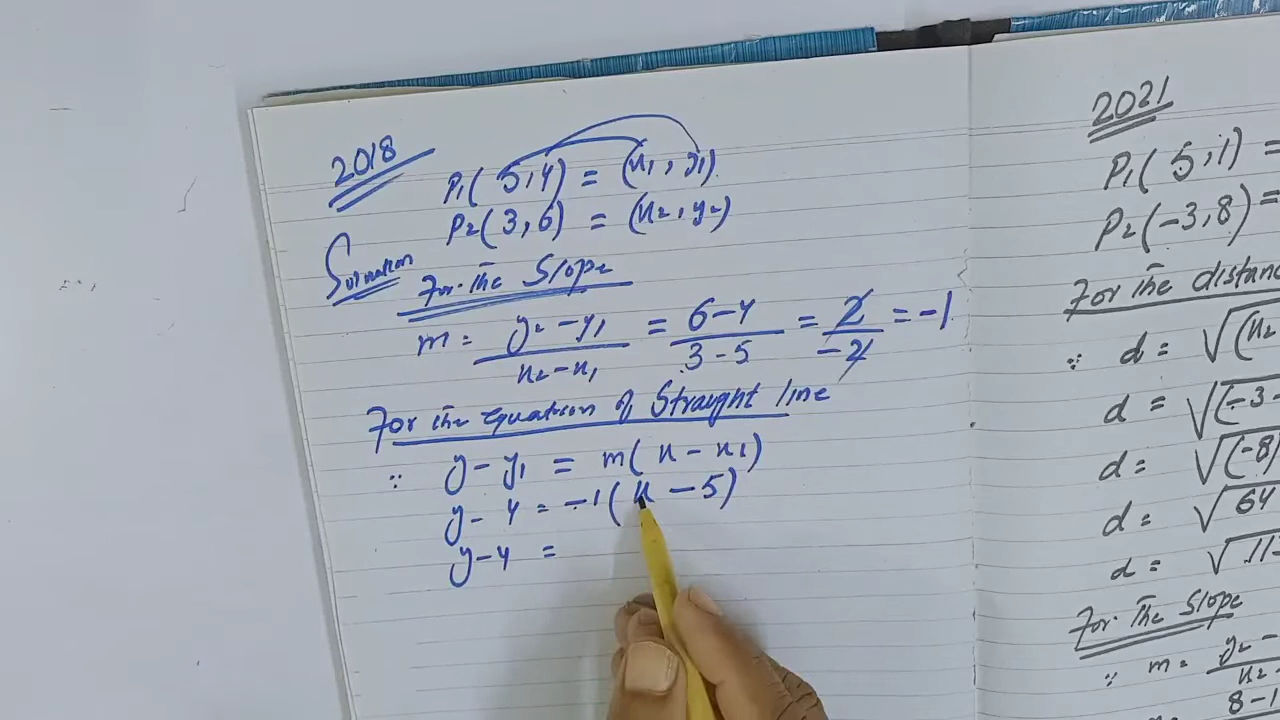 2018
P₁(5,4) = (x₁, y₁)
P₂(3,6) = (x₂, y₂)
Solution
For the Slope
m = y₂-y₁/x₂-x₁ = 6-4/3-5 = 2/-2 = -1
For the equation of Straught line
∵ y-y₁ = m(x-x₁)
y-4 = -1(x-5)
y-4 =
2021
P₁(5,1) =
P₂(-3,8) =
For the distanc
∵ d = √(x₂
d = √(-3-
d = √(-8)
d = √64
d = √11
For the Slope
∵ m = y₂-/x₂-
8-1